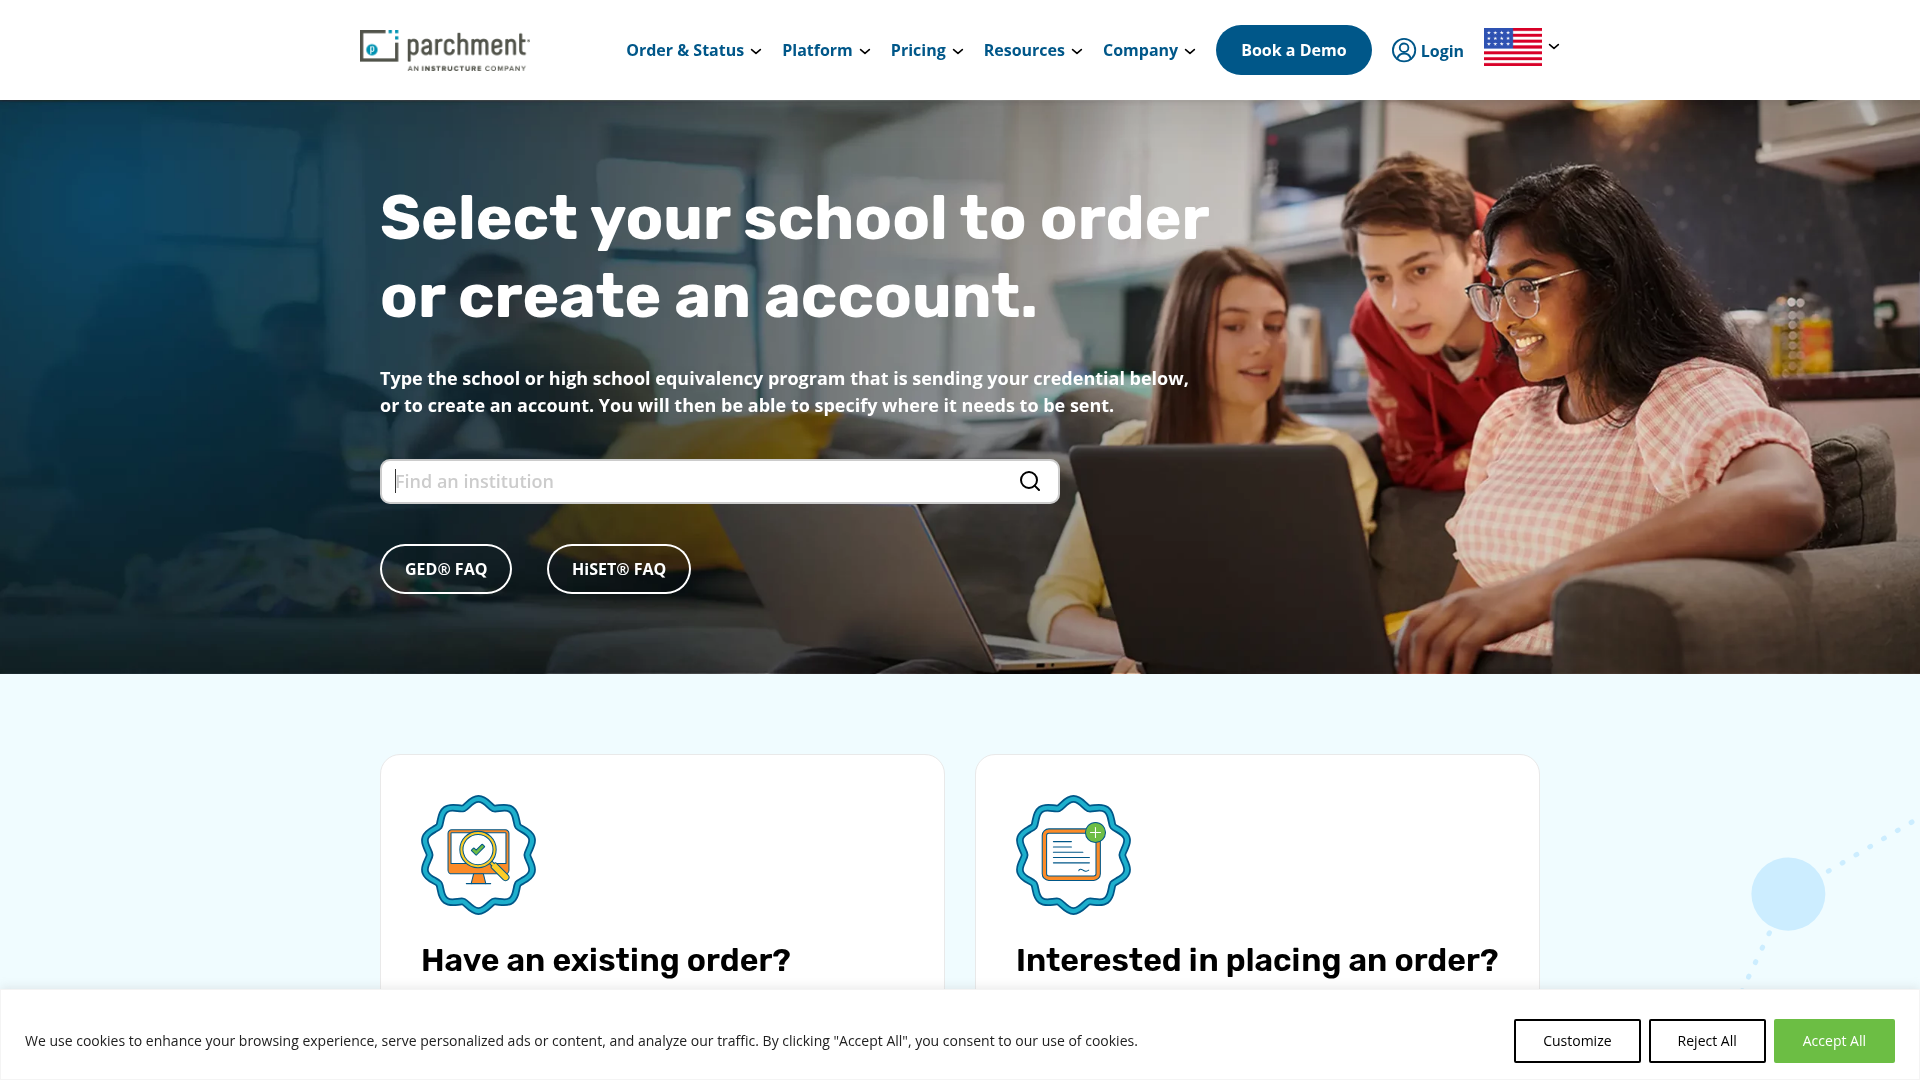 parchment
AN INSTRUCTURE COMPANY
Order & Status
Platform
Pricing
Resources
Company
Book a Demo
Login
Select your school to order
or create an account.
Type the school or high school equivalency program that is sending your credential below,
or to create an account. You will then be able to specify where it needs to be sent.
Find an institution
GED® FAQ
HiSET® FAQ
Have an existing order?
Interested in placing an order?
We use cookies to enhance your browsing experience, serve personalized ads or content, and analyze our traffic. By clicking "Accept All", you consent to our use of cookies.
Customize
Reject All
Accept All